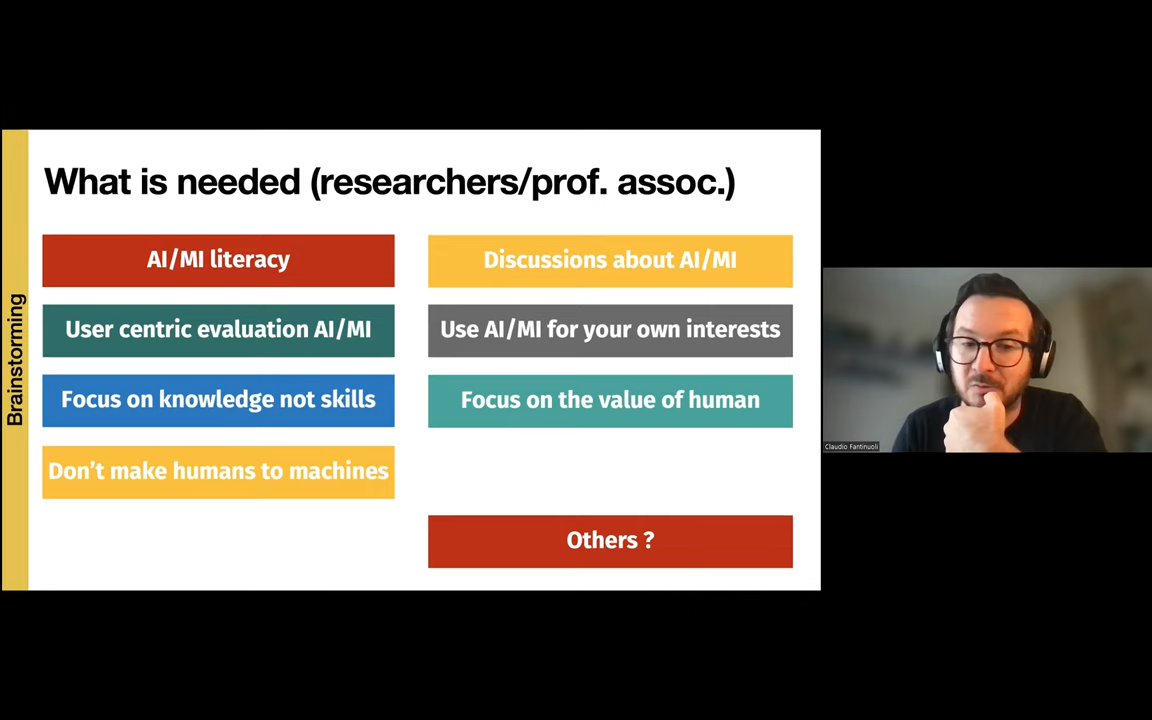 What is needed (researchers/prof. assoc.)
Brainstorming
AI/MI literacy
Discussions about AI/MI
User centric evaluation AI/MI
Use AI/MI for your own interests
Focus on knowledge not skills
Focus on the value of human
Don’t make humans to machines
Others ?
Claudio Fantinuoli